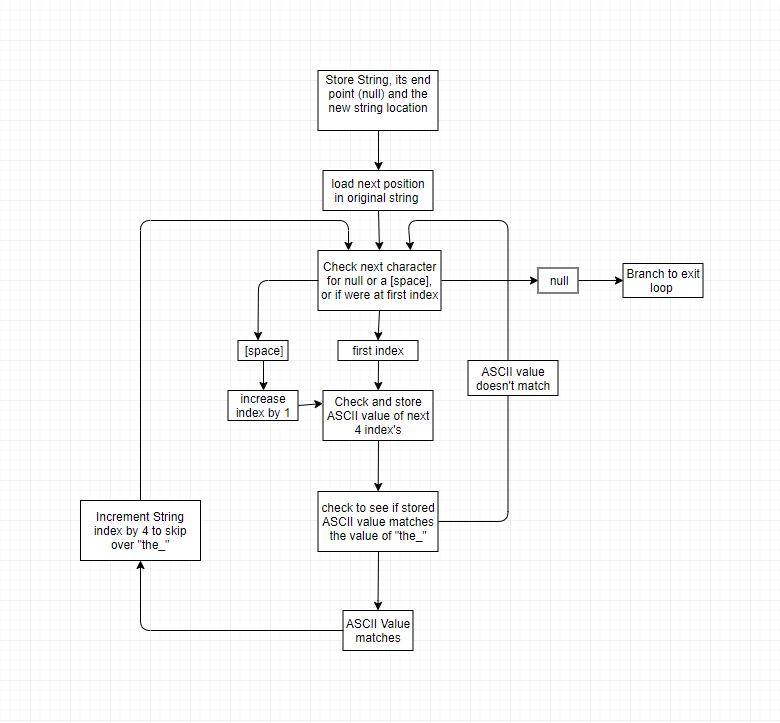 Store String, its end
point (null) and the
new string location
load next position
in original string
Check next character
for null or a [space],
or if were at first index
null
Branch to exit
loop
[space]
first index
ASCII value
doesn't match
increase
index by 1
Check and store
ASCII value of next
4 index's
check to see if stored
ASCII value matches
the value of "the_"
Increment String
index by 4 to skip
over "the_"
ASCII Value
matches